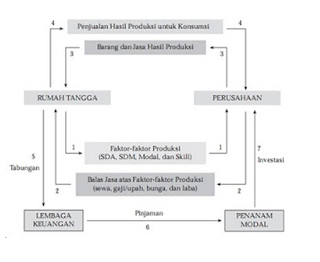 4
Penjualan Hasil Produksi untuk Konsumsi
4
Barang dan Jasa Hasil Produksi
3
3
RUMAH TANGGA
PERUSAHAAN
1
Faktor-faktor Produksi
(SDA, SDM, Modal, dan Skill)
1
7
Investasi
5
Tabungan
2
Balas Jasa atas Faktor-faktor Produksi
(sewa, gaji/upah, bunga, dan laba)
2
LEMBAGA
KEUANGAN
Pinjaman
6
PENANAM
MODAL